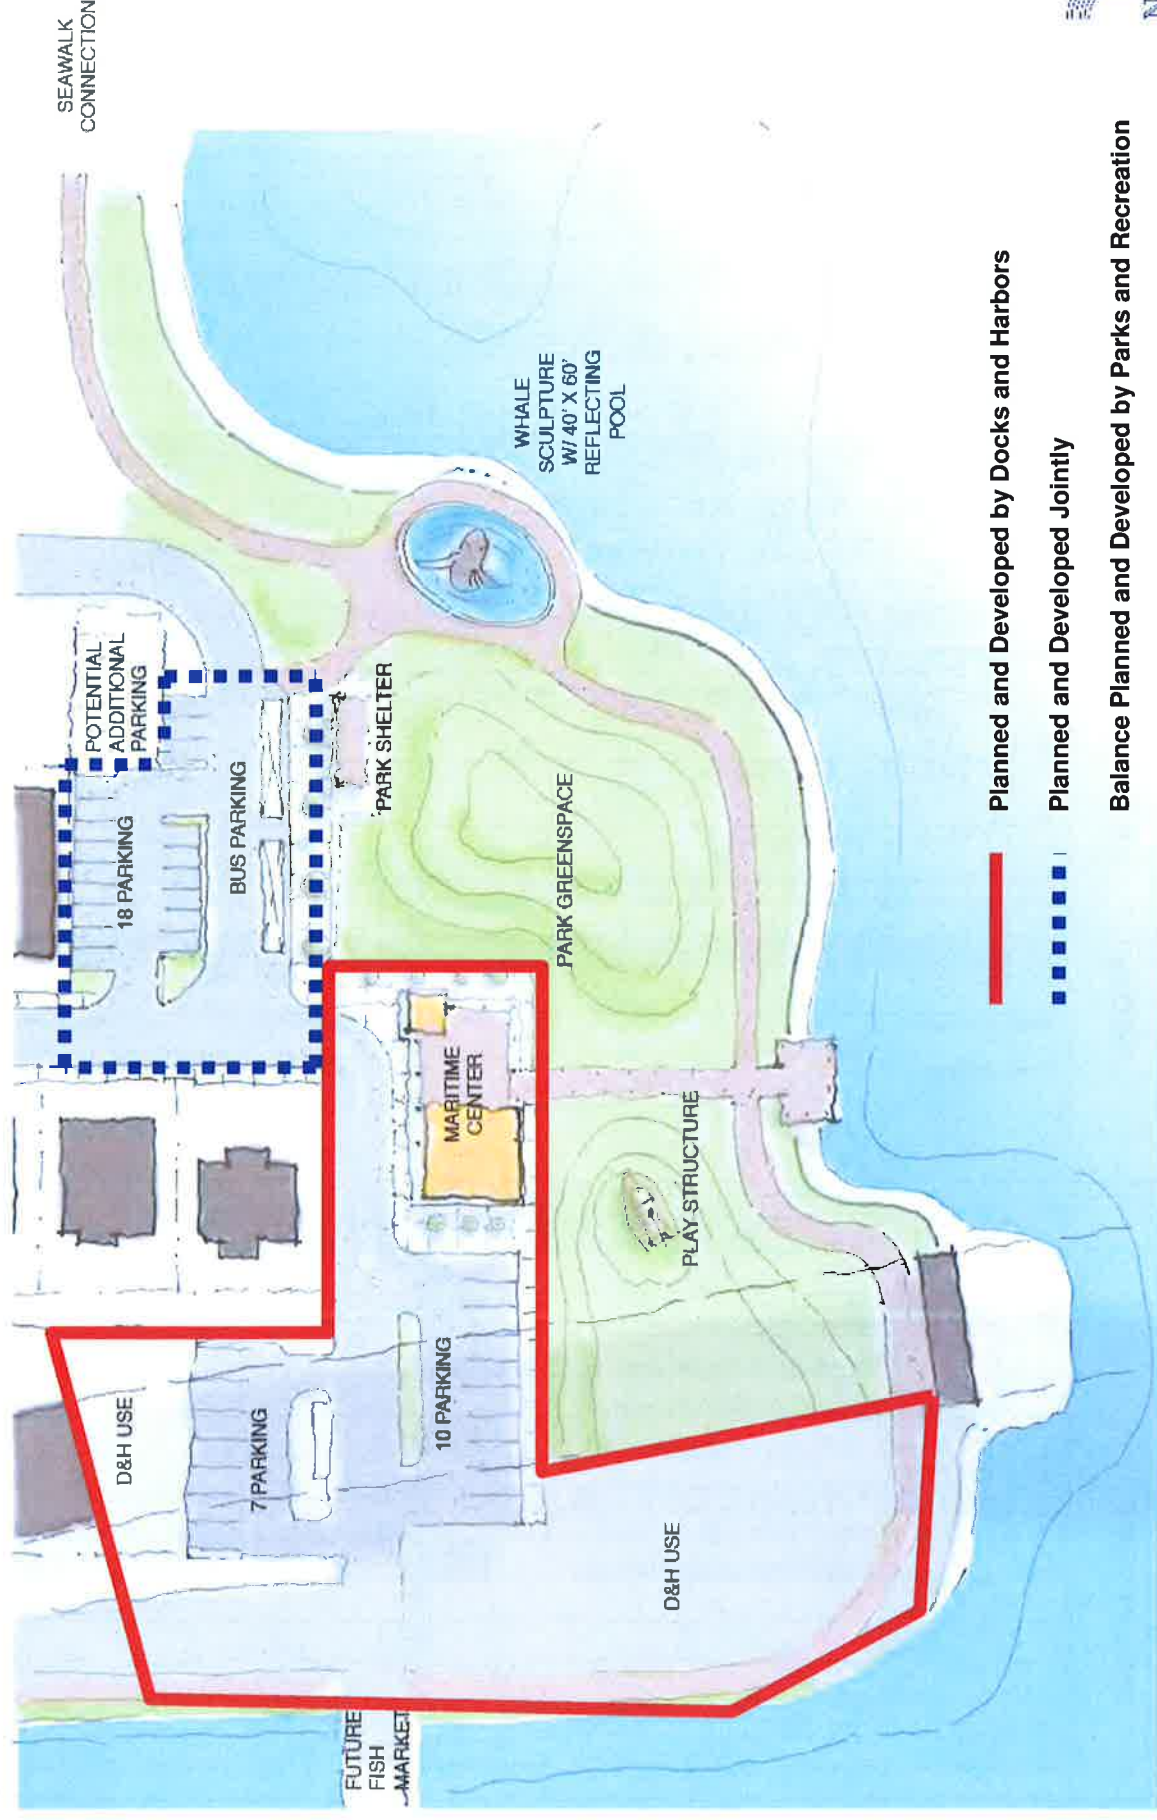 SEAWALK
CONNECTION
POTENTIAL
ADDITIONAL
PARKING
18 PARKING
BUS PARKING
PARK SHELTER
WHALE
SCULPTURE
W/ 40' X 60'
REFLECTING
POOL
PARK GREENSPACE
MARITIME
CENTER
PLAY STRUCTURE
D&H USE
7 PARKING
10 PARKING
D&H USE
FUTURE
FISH
MARKET
Planned and Developed by Docks and Harbors
Planned and Developed Jointly
Balance Planned and Developed by Parks and Recreation